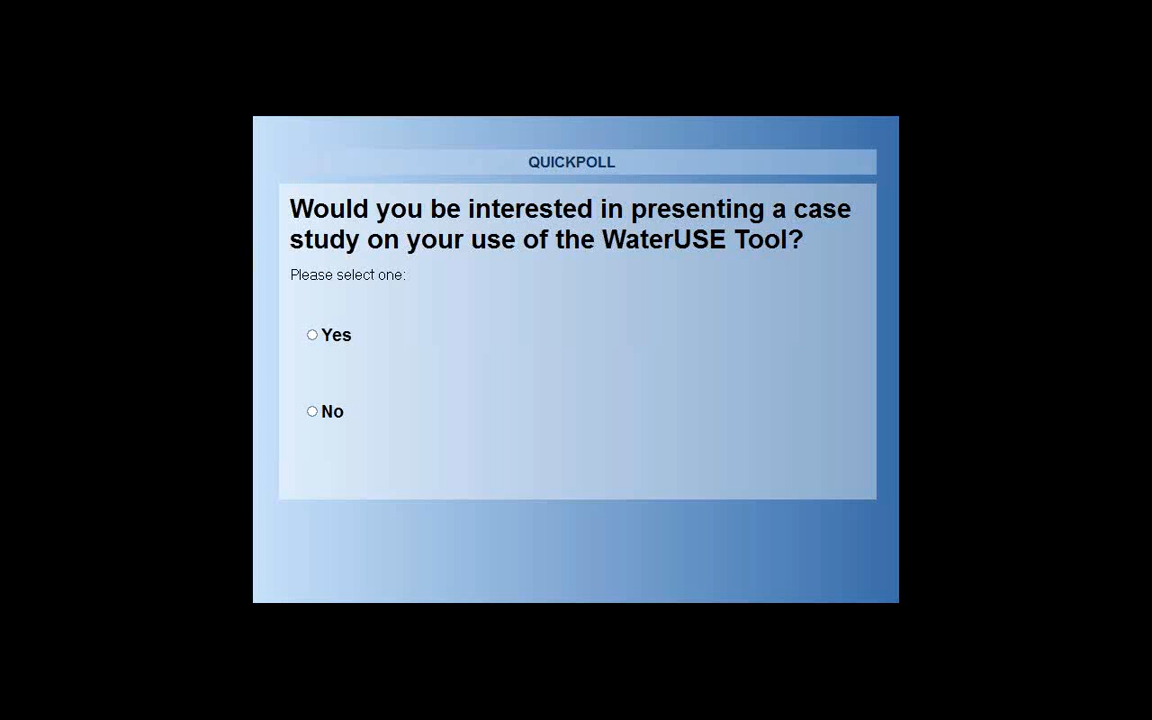 QUICKPOLL
Would you be interested in presenting a case
study on your use of the WaterUSE Tool?
Please select one:
Yes
No